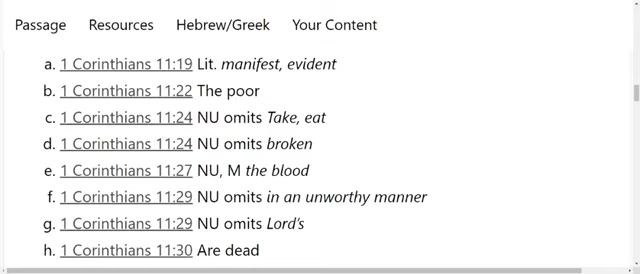 Passage Resources Hebrew/Greek Your Content
a. 1 Corinthians 11:19 Lit. manifest, evident
b. 1 Corinthians 11:22 The poor
c. 1 Corinthians 11:24 NU omits Take, eat
d. 1 Corinthians 11:24 NU omits broken
e. 1 Corinthians 11:27 NU, M the blood
f. 1 Corinthians 11:29 NU omits in an unworthy manner
g. 1 Corinthians 11:29 NU omits Lord's
h. 1 Corinthians 11:30 Are dead